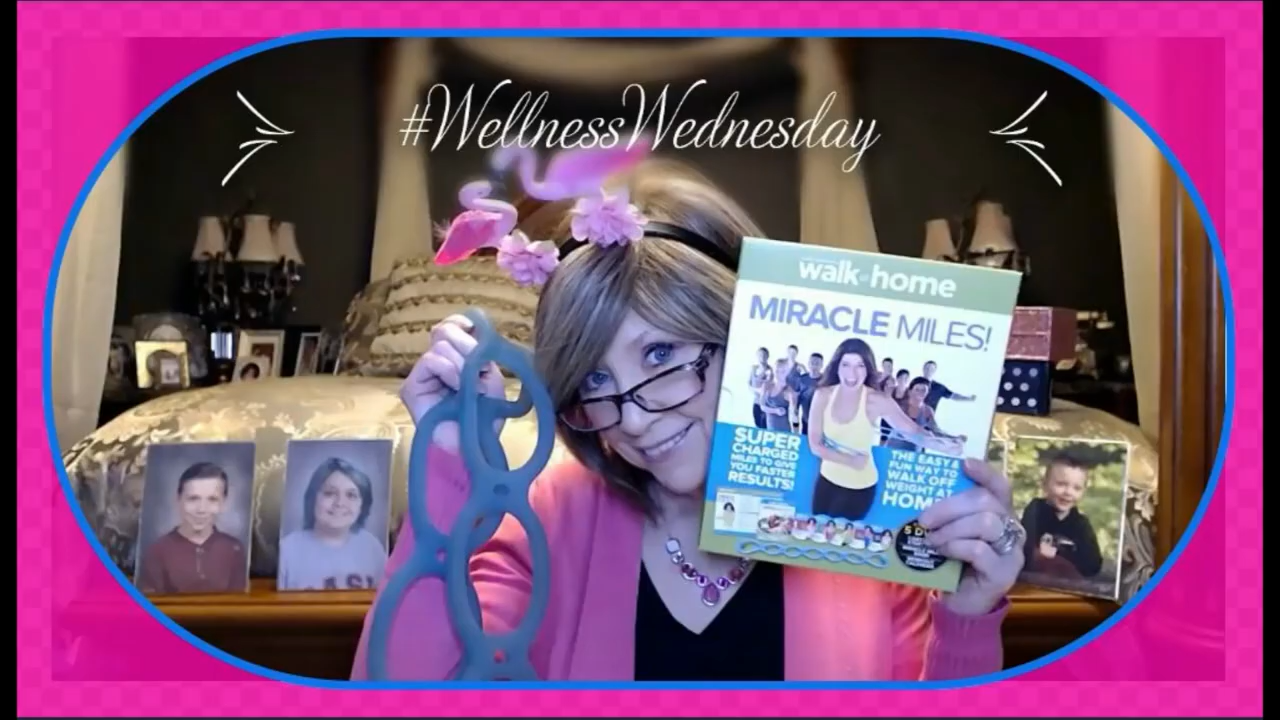 #WellnessWednesday
walk at home
MIRACLE MILES!
SUPER
CHARGED
MILES TO GIVE
YOU FASTER
RESULTS!
THE EASY &
FUN WAY TO
WALK OFF
WEIGHT AT
HOM
5 D